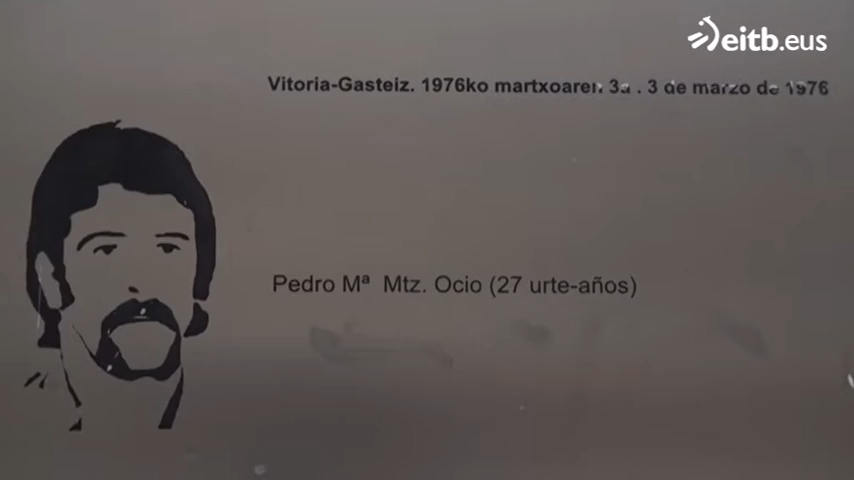 eitb.eus
Vitoria-Gasteiz. 1976ko martxoaren 3a . 3 de marzo de 1976
Pedro Mª Mtz. Ocio (27 urte-años)